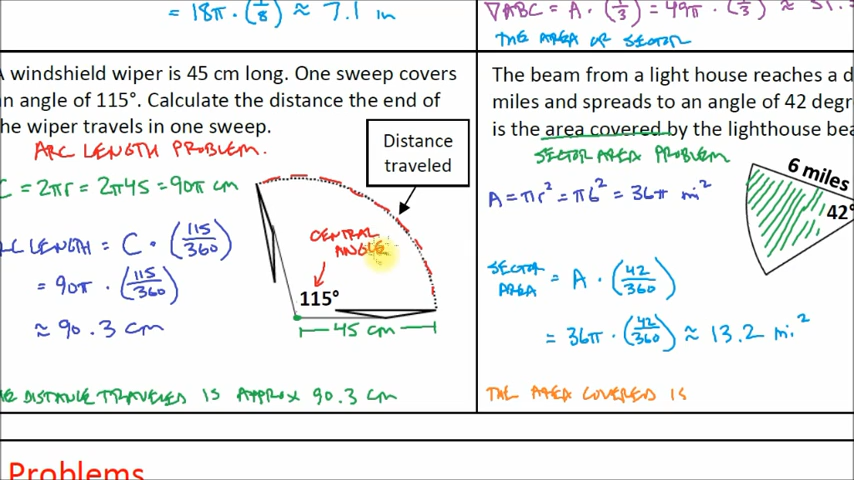 = 18π · (1/8) ≈ 7.1 in
▽ABC = A · (1/3) = 49π · (1/3) ≈
THE AREA OF SECTOR
A windshield wiper is 45 cm long. One sweep covers
an angle of 115°. Calculate the distance the end of
the wiper travels in one sweep.
ARC LENGTH PROBLEM.
Distance
traveled
C = 2πr = 2π45 = 90π cm
ARC LENGTH = C · (115/360)
= 90π · (115/360)
≈ 90.3 cm
CENTRAL
ANGLE
115°
45 cm
THE DISTANCE TRAVELED IS APPROX 90.3 cm
The beam from a light house reaches a d
miles and spreads to an angle of 42 degr
is the area covered by the lighthouse bea
SECTOR AREA PROBLEM
6 miles
42°
A = πr² = π6² = 36π mi²
SECTOR
AREA = A · (42/360)
= 36π · (42/360) ≈ 13.2 mi²
THE AREA COVERED IS
Problems